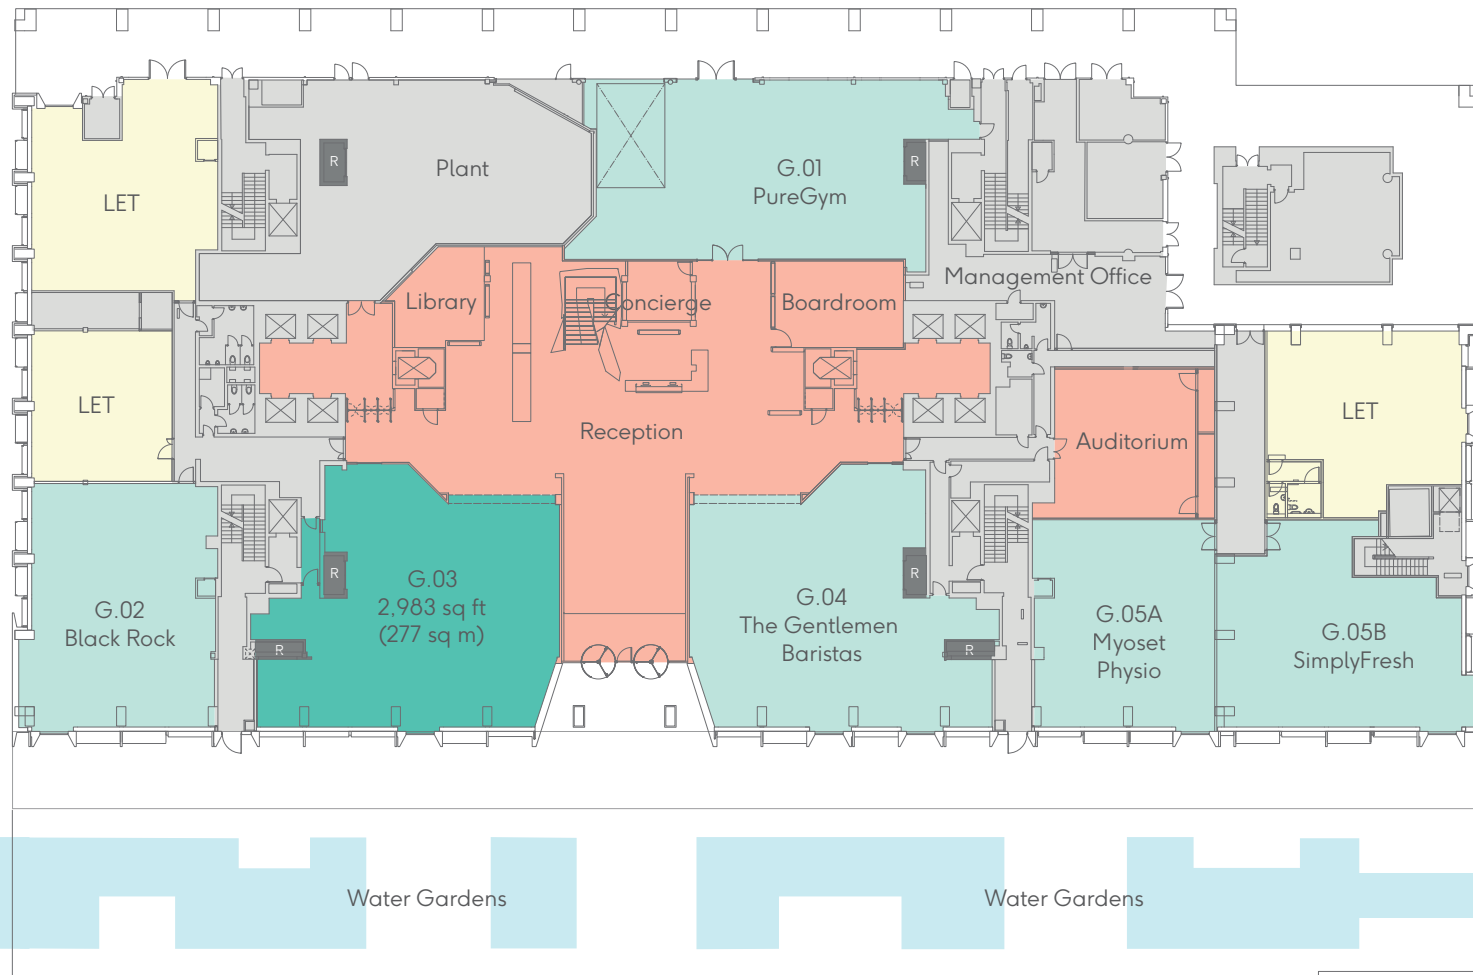 R
Plant
R
G.01
PureGym
LET
Management Office
Library
Concierge
Boardroom
LET
LET
Reception
Auditorium
R
G.03
2,983 sq ft
(277 sq m)
R
G.02
Black Rock
G.04
The Gentlemen
Baristas
G.05A
Myoset
Physio
G.05B
SimplyFresh
R
R
Water Gardens
Water Gardens